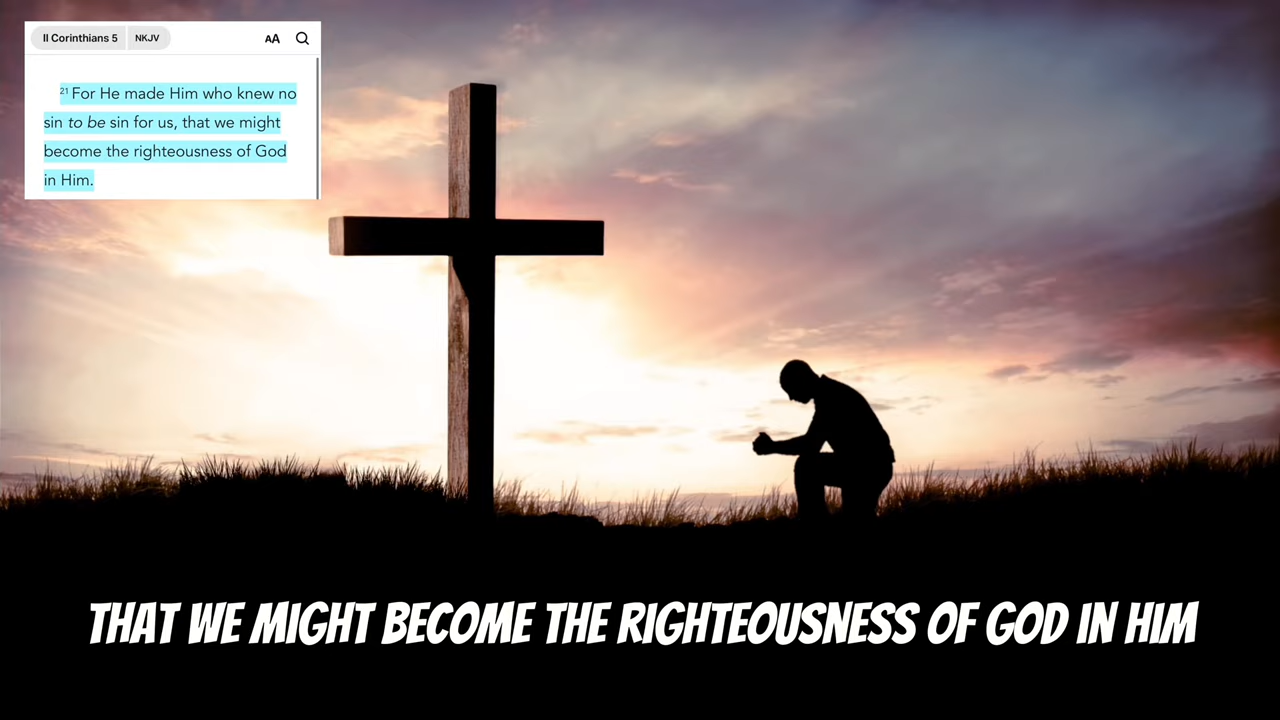 II Corinthians 5 NKJV AA
21 For He made Him who knew no
sin to be sin for us, that we might
become the righteousness of God
in Him.
THAT WE MIGHT BECOME THE RIGHTEOUSNESS OF GOD IN HIM